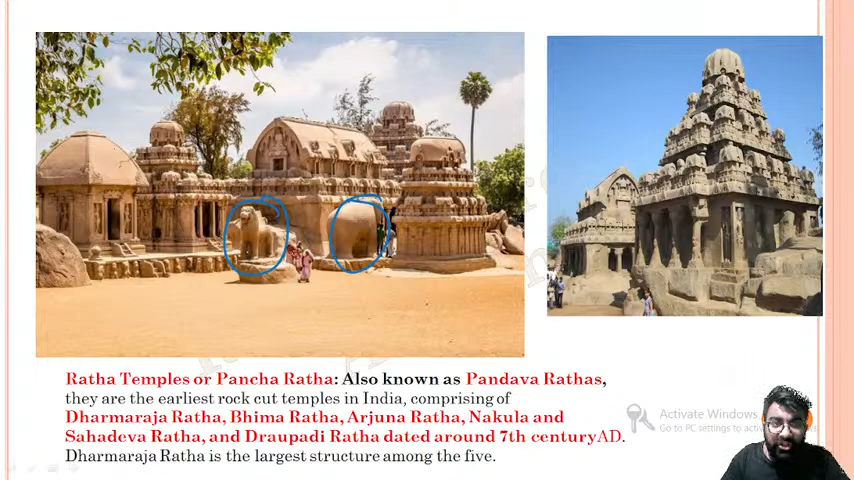 Ratha Temples or Pancha Ratha: Also known as Pandava Rathas,
they are the earliest rock cut temples in India, comprising of
Dharmaraja Ratha, Bhima Ratha, Arjuna Ratha, Nakula and
Sahadeva Ratha, and Draupadi Ratha dated around 7th centuryAD.
Dharmaraja Ratha is the largest structure among the five.
Activate Windows
Go to PC settings to